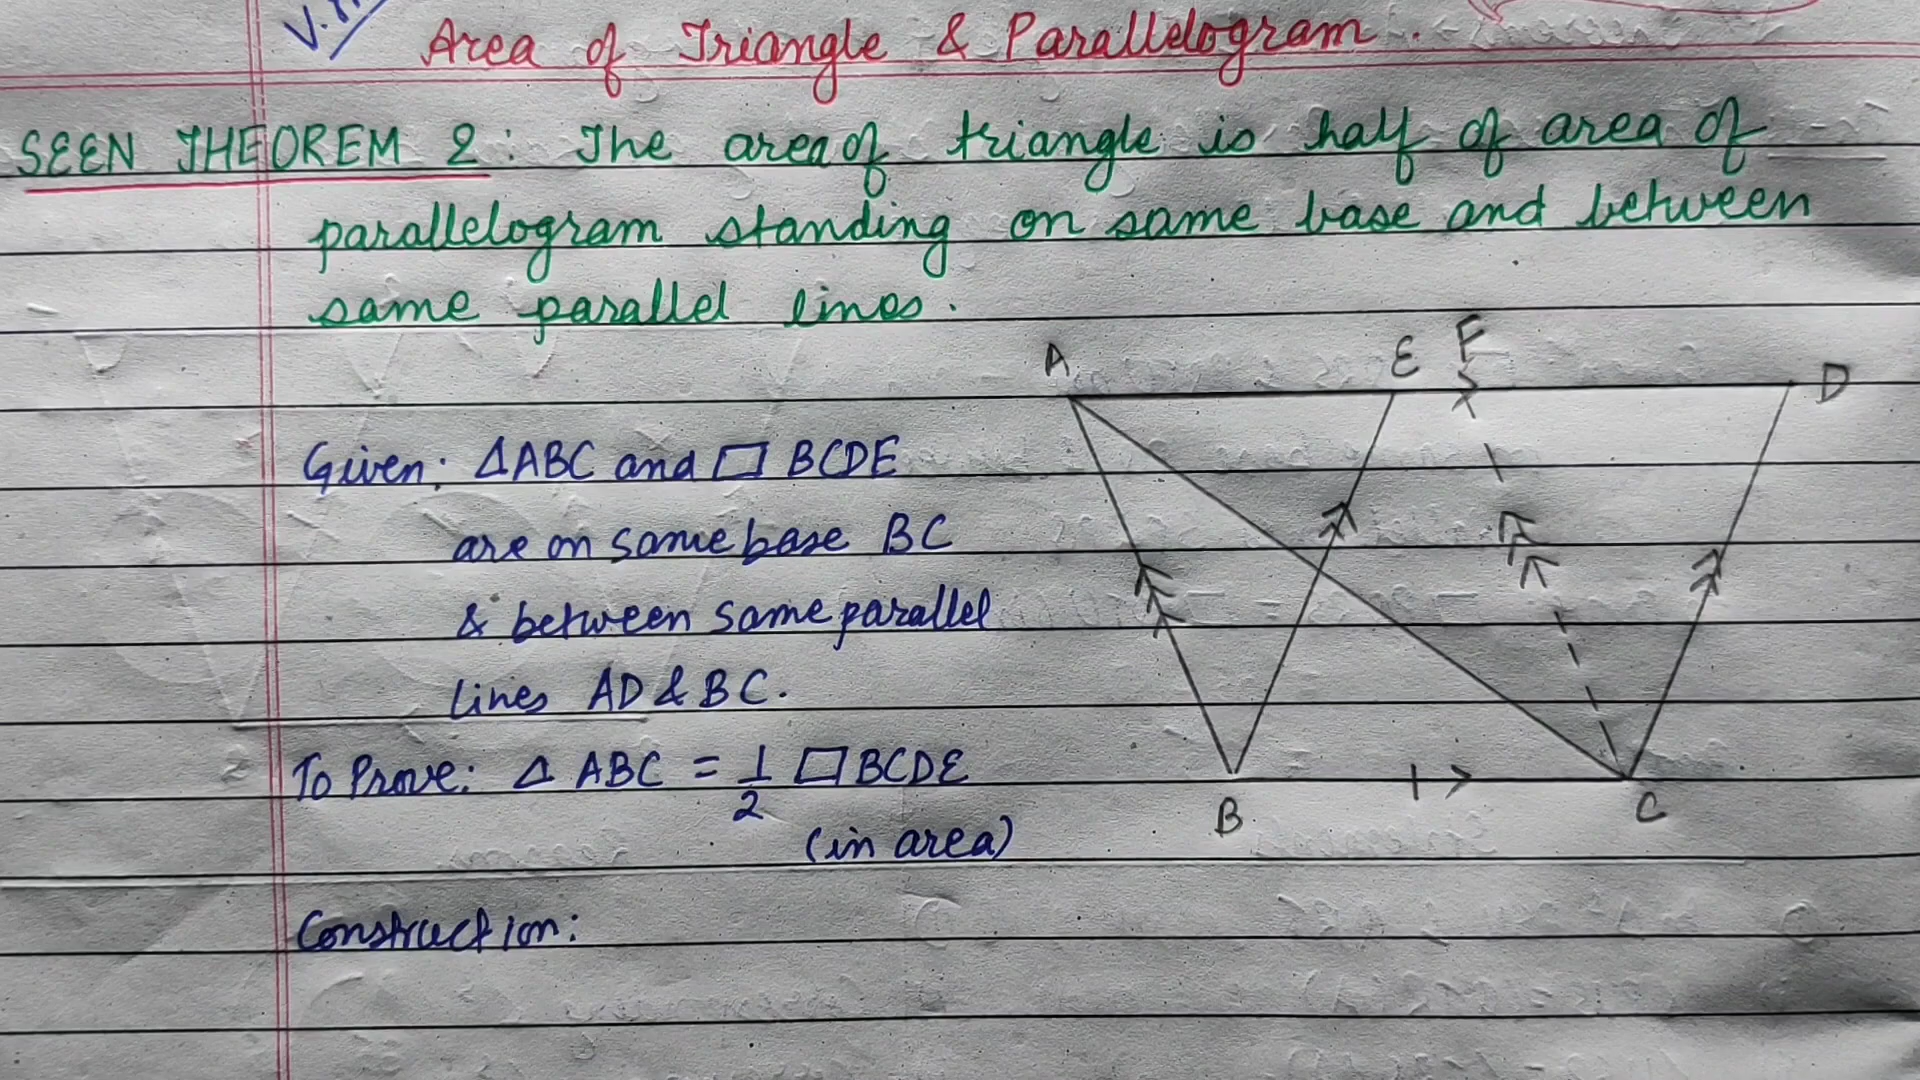 Area of Triangle & Parallelogram.
SEEN THEOREM 2: The area of triangle is half of area of
parallelogram standing on same base and between
same parallel lines.
A E F D
Given: △ABC and ▱ BCDE
are on same base BC
& between same parallel
lines AD & BC.
To Prove: △ ABC = 1/2 ▱ BCDE
(in area)
B C
Construction: